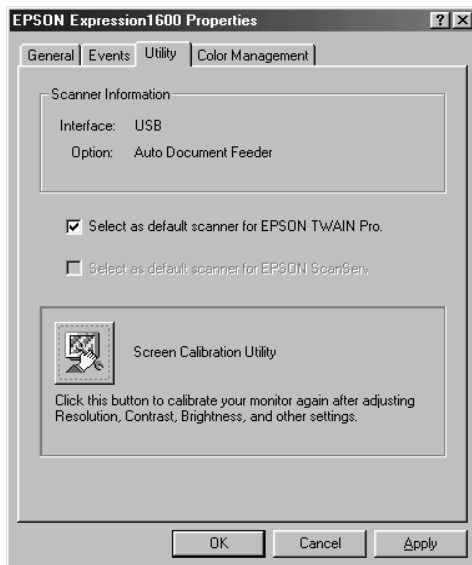 EPSON Expression1600 Properties
General Events Utility Color Management
Scanner Information
Interface: USB
Option: Auto Document Feeder
Select as default scanner for EPSON TWAIN Pro.
Select as default scanner for EPSON ScanServ
Screen Calibration Utility
Click this button to calibrate your monitor again after adjusting
Resolution, Contrast, Brightness, and other settings.
OK Cancel Apply